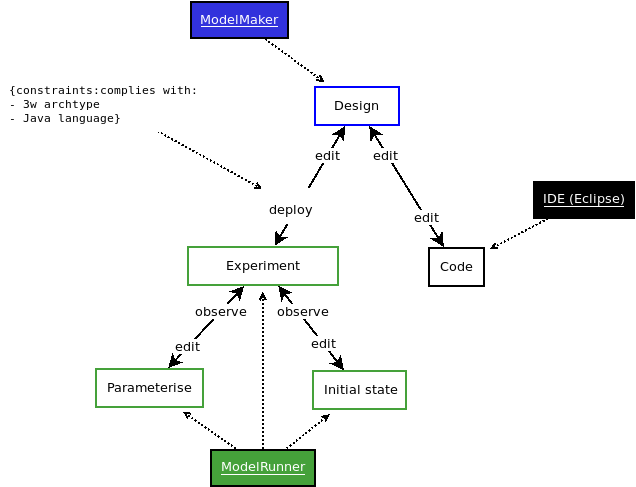 ModelMaker
{constraints:complies with:
- 3w archtype
- Java language}
Design
edit
edit
IDE (Eclipse)
deploy
edit
Experiment
Code
observe
observe
edit
edit
Parameterise
Initial state
ModelRunner